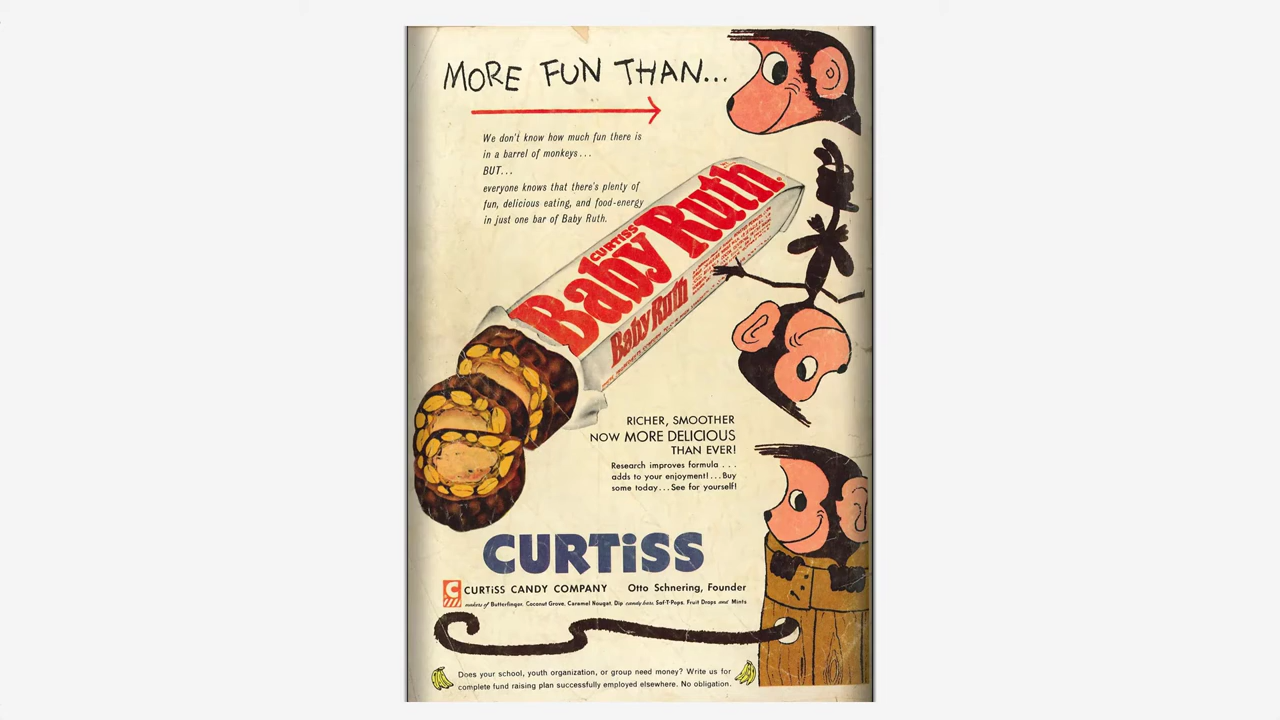 MORE FUN THAN...
We don't know how much fun there is
in a barrel of monkeys...
BUT...
everyone knows that there's plenty of
fun, delicious eating, and food-energy
in just one bar of Baby Ruth.
CURTiSS
Baby Ruth
Baby Ruth
RICHER, SMOOTHER
NOW MORE DELICIOUS
THAN EVER!
Research improves formula . . .
adds to your enjoyment!...Buy
some today...See for yourself!
CURTiSS
C CURTiSS CANDY COMPANY Otto Schnering, Founder
makers of Butterfinger, Coconut Grove, Caramel Nougat, Dip candy bars, Saf-T-Pops, Fruit Drops and Mints
Does your school, youth organization, or group need money? Write us for
complete fund raising plan successfully employed elsewhere. No obligation.